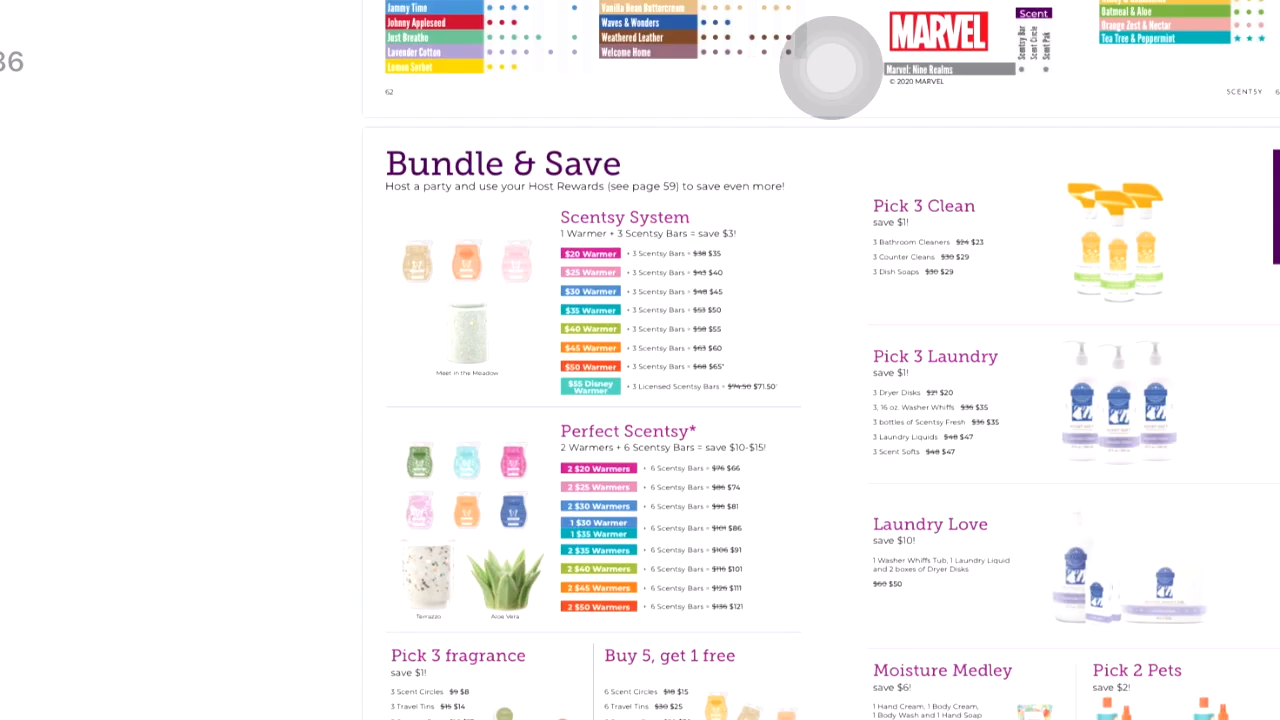 36
Jammy Time
Johnny Appleseed
Just Breathe
Lavender Cotton
Lemon Sorbet
62
Vanilla Bean Buttercream
Waves & Wonders
Weathered Leather
Welcome Home
MARVEL
Scent
Scentsy Bar
Scent Circle
Scent Pak
Marvel: Nine Realms
© 2020 MARVEL
Oatmeal & Aloe
Orange Zest & Nectar
Tea Tree & Peppermint
SCENTSY 6
Bundle & Save
Host a party and use your Host Rewards (see page 59) to save even more!
Scentsy System
1 Warmer + 3 Scentsy Bars = save $3!
$20 Warmer + 3 Scentsy Bars = $38 $35
$25 Warmer + 3 Scentsy Bars = $43 $40
$30 Warmer + 3 Scentsy Bars = $48 $45
$35 Warmer + 3 Scentsy Bars = $53 $50
$40 Warmer + 3 Scentsy Bars = $58 $55
$45 Warmer + 3 Scentsy Bars = $63 $60
$50 Warmer + 3 Scentsy Bars = $68 $65*
$55 Disney
Warmer + 3 Licensed Scentsy Bars = $74.50 $71.50*
Meet in the Meadow
Perfect Scentsy*
2 Warmers + 6 Scentsy Bars = save $10-$15!
2 $20 Warmers + 6 Scentsy Bars = $76 $66
2 $25 Warmers + 6 Scentsy Bars = $86 $74
2 $30 Warmers + 6 Scentsy Bars = $96 $81
1 $30 Warmer
1 $35 Warmer + 6 Scentsy Bars = $101 $86
2 $35 Warmers + 6 Scentsy Bars = $106 $91
2 $40 Warmers + 6 Scentsy Bars = $116 $101
2 $45 Warmers + 6 Scentsy Bars = $126 $111
2 $50 Warmers + 6 Scentsy Bars = $136 $121
Terrazzo
Aloe Vera
Pick 3 fragrance
save $1!
3 Scent Circles $9 $8
3 Travel Tins $15 $14
Buy 5, get 1 free
6 Scent Circles $18 $15
6 Travel Tins $30 $25
Pick 3 Clean
save $1!
3 Bathroom Cleaners $24 $23
3 Counter Cleans $30 $29
3 Dish Soaps $30 $29
Pick 3 Laundry
save $1!
3 Dryer Disks $21 $20
3, 16 oz. Washer Whiffs $36 $35
3 bottles of Scentsy Fresh $36 $35
3 Laundry Liquids $48 $47
3 Scent Softs $48 $47
Laundry Love
save $10!
1 Washer Whiffs Tub, 1 Laundry Liquid
and 2 boxes of Dryer Disks
$60 $50
Moisture Medley
save $6!
1 Hand Cream, 1 Body Cream,
1 Body Wash and 1 Hand Soap
Pick 2 Pets
save $2!